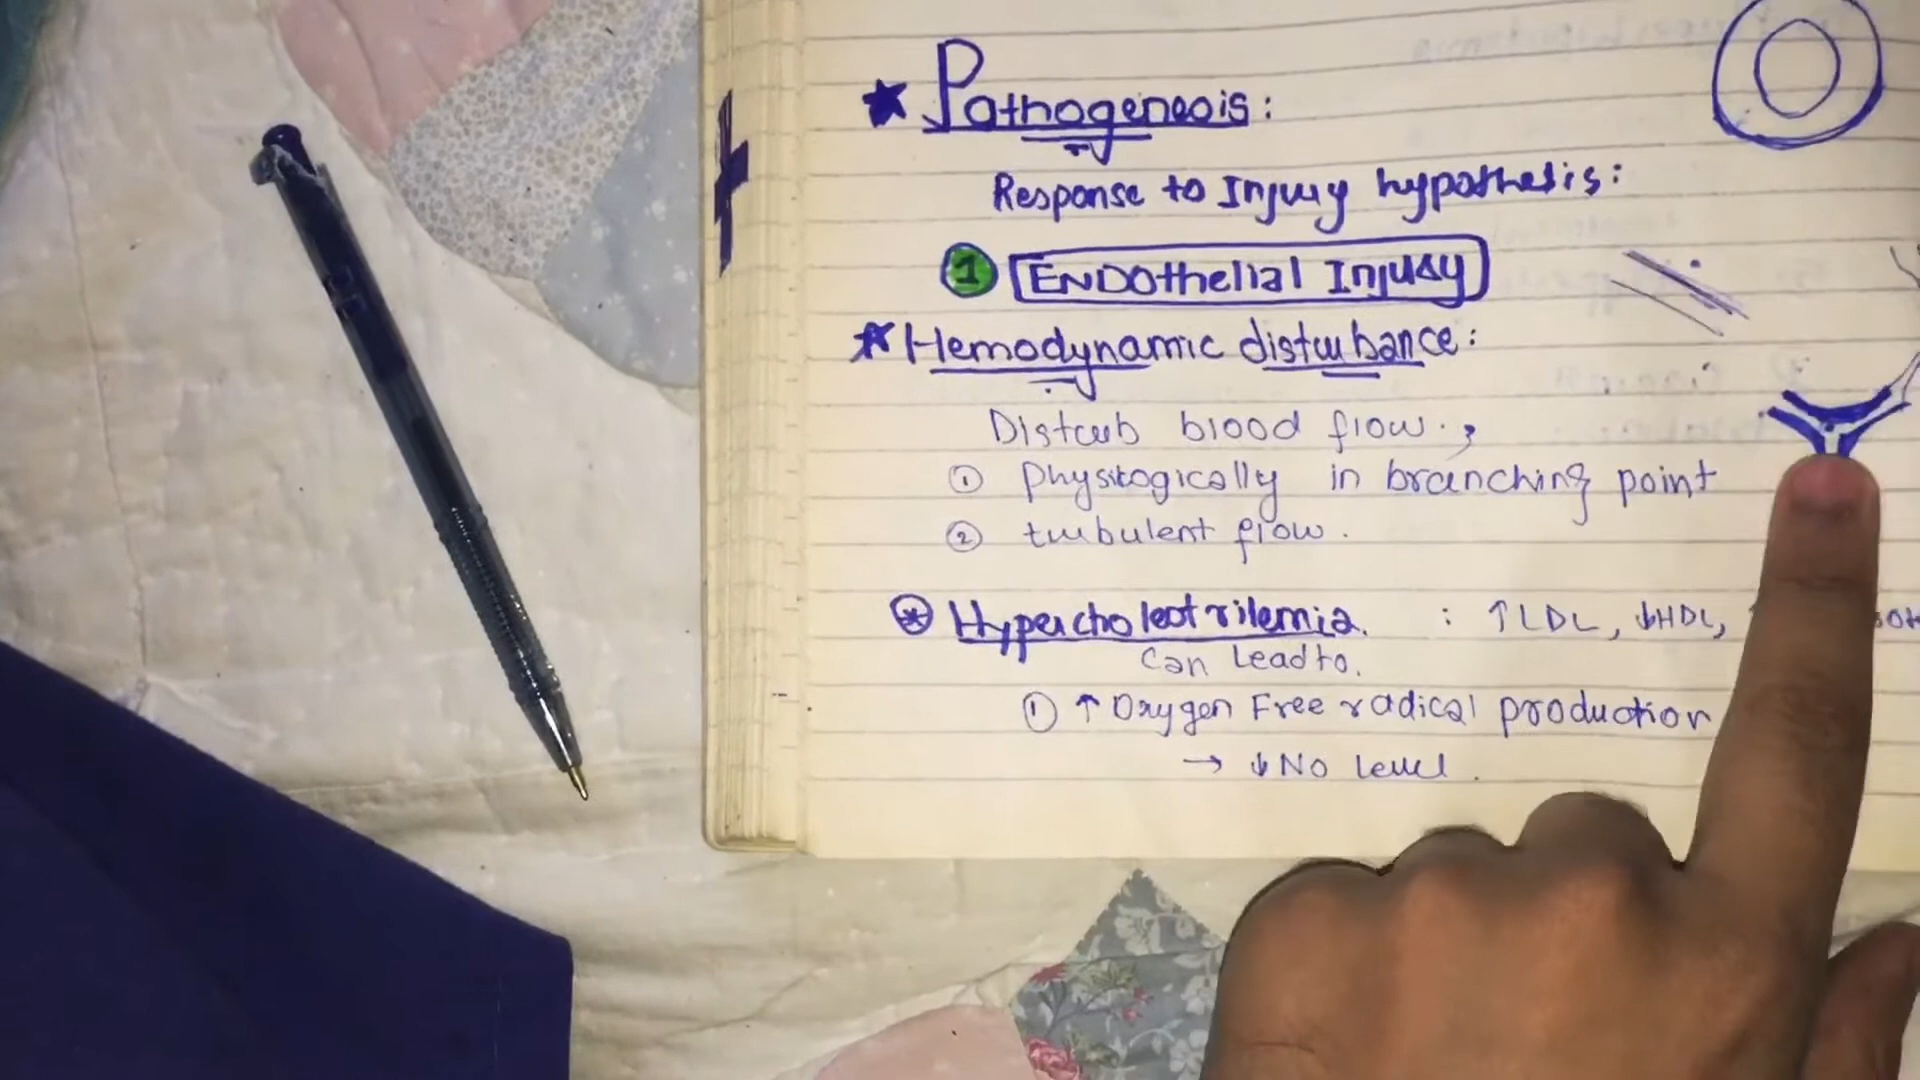 ★ Pathogenesis:
Response to Injury hypothesis:
1 ENDOthelial Injury
★ Hemodynamic disturbance:
Disturb blood flow.,
① Physiologically in branching point
② turbulent flow.
⊛ Hypercholestrilemia. : ↑LDL, ↓HDL,
can lead to.
① ↑ Oxygen Free radical production
→ ↓No level.